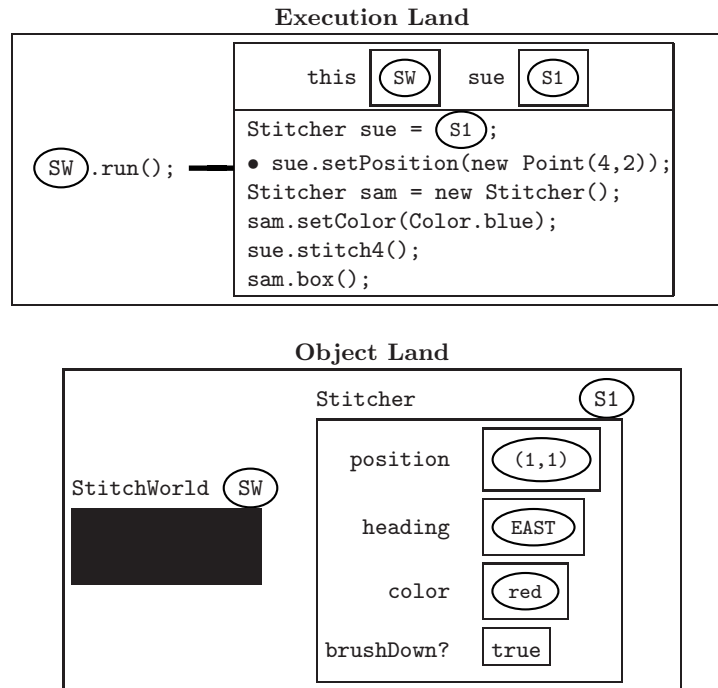 Execution Land
this SW sue S1
Stitcher sue = S1;
SW.run(); • sue.setPosition(new Point(4,2));
Stitcher sam = new Stitcher();
sam.setColor(Color.blue);
sue.stitch4();
sam.box();
Object Land
Stitcher S1
position (1,1)
StitchWorld SW
heading EAST
color red
brushDown? true